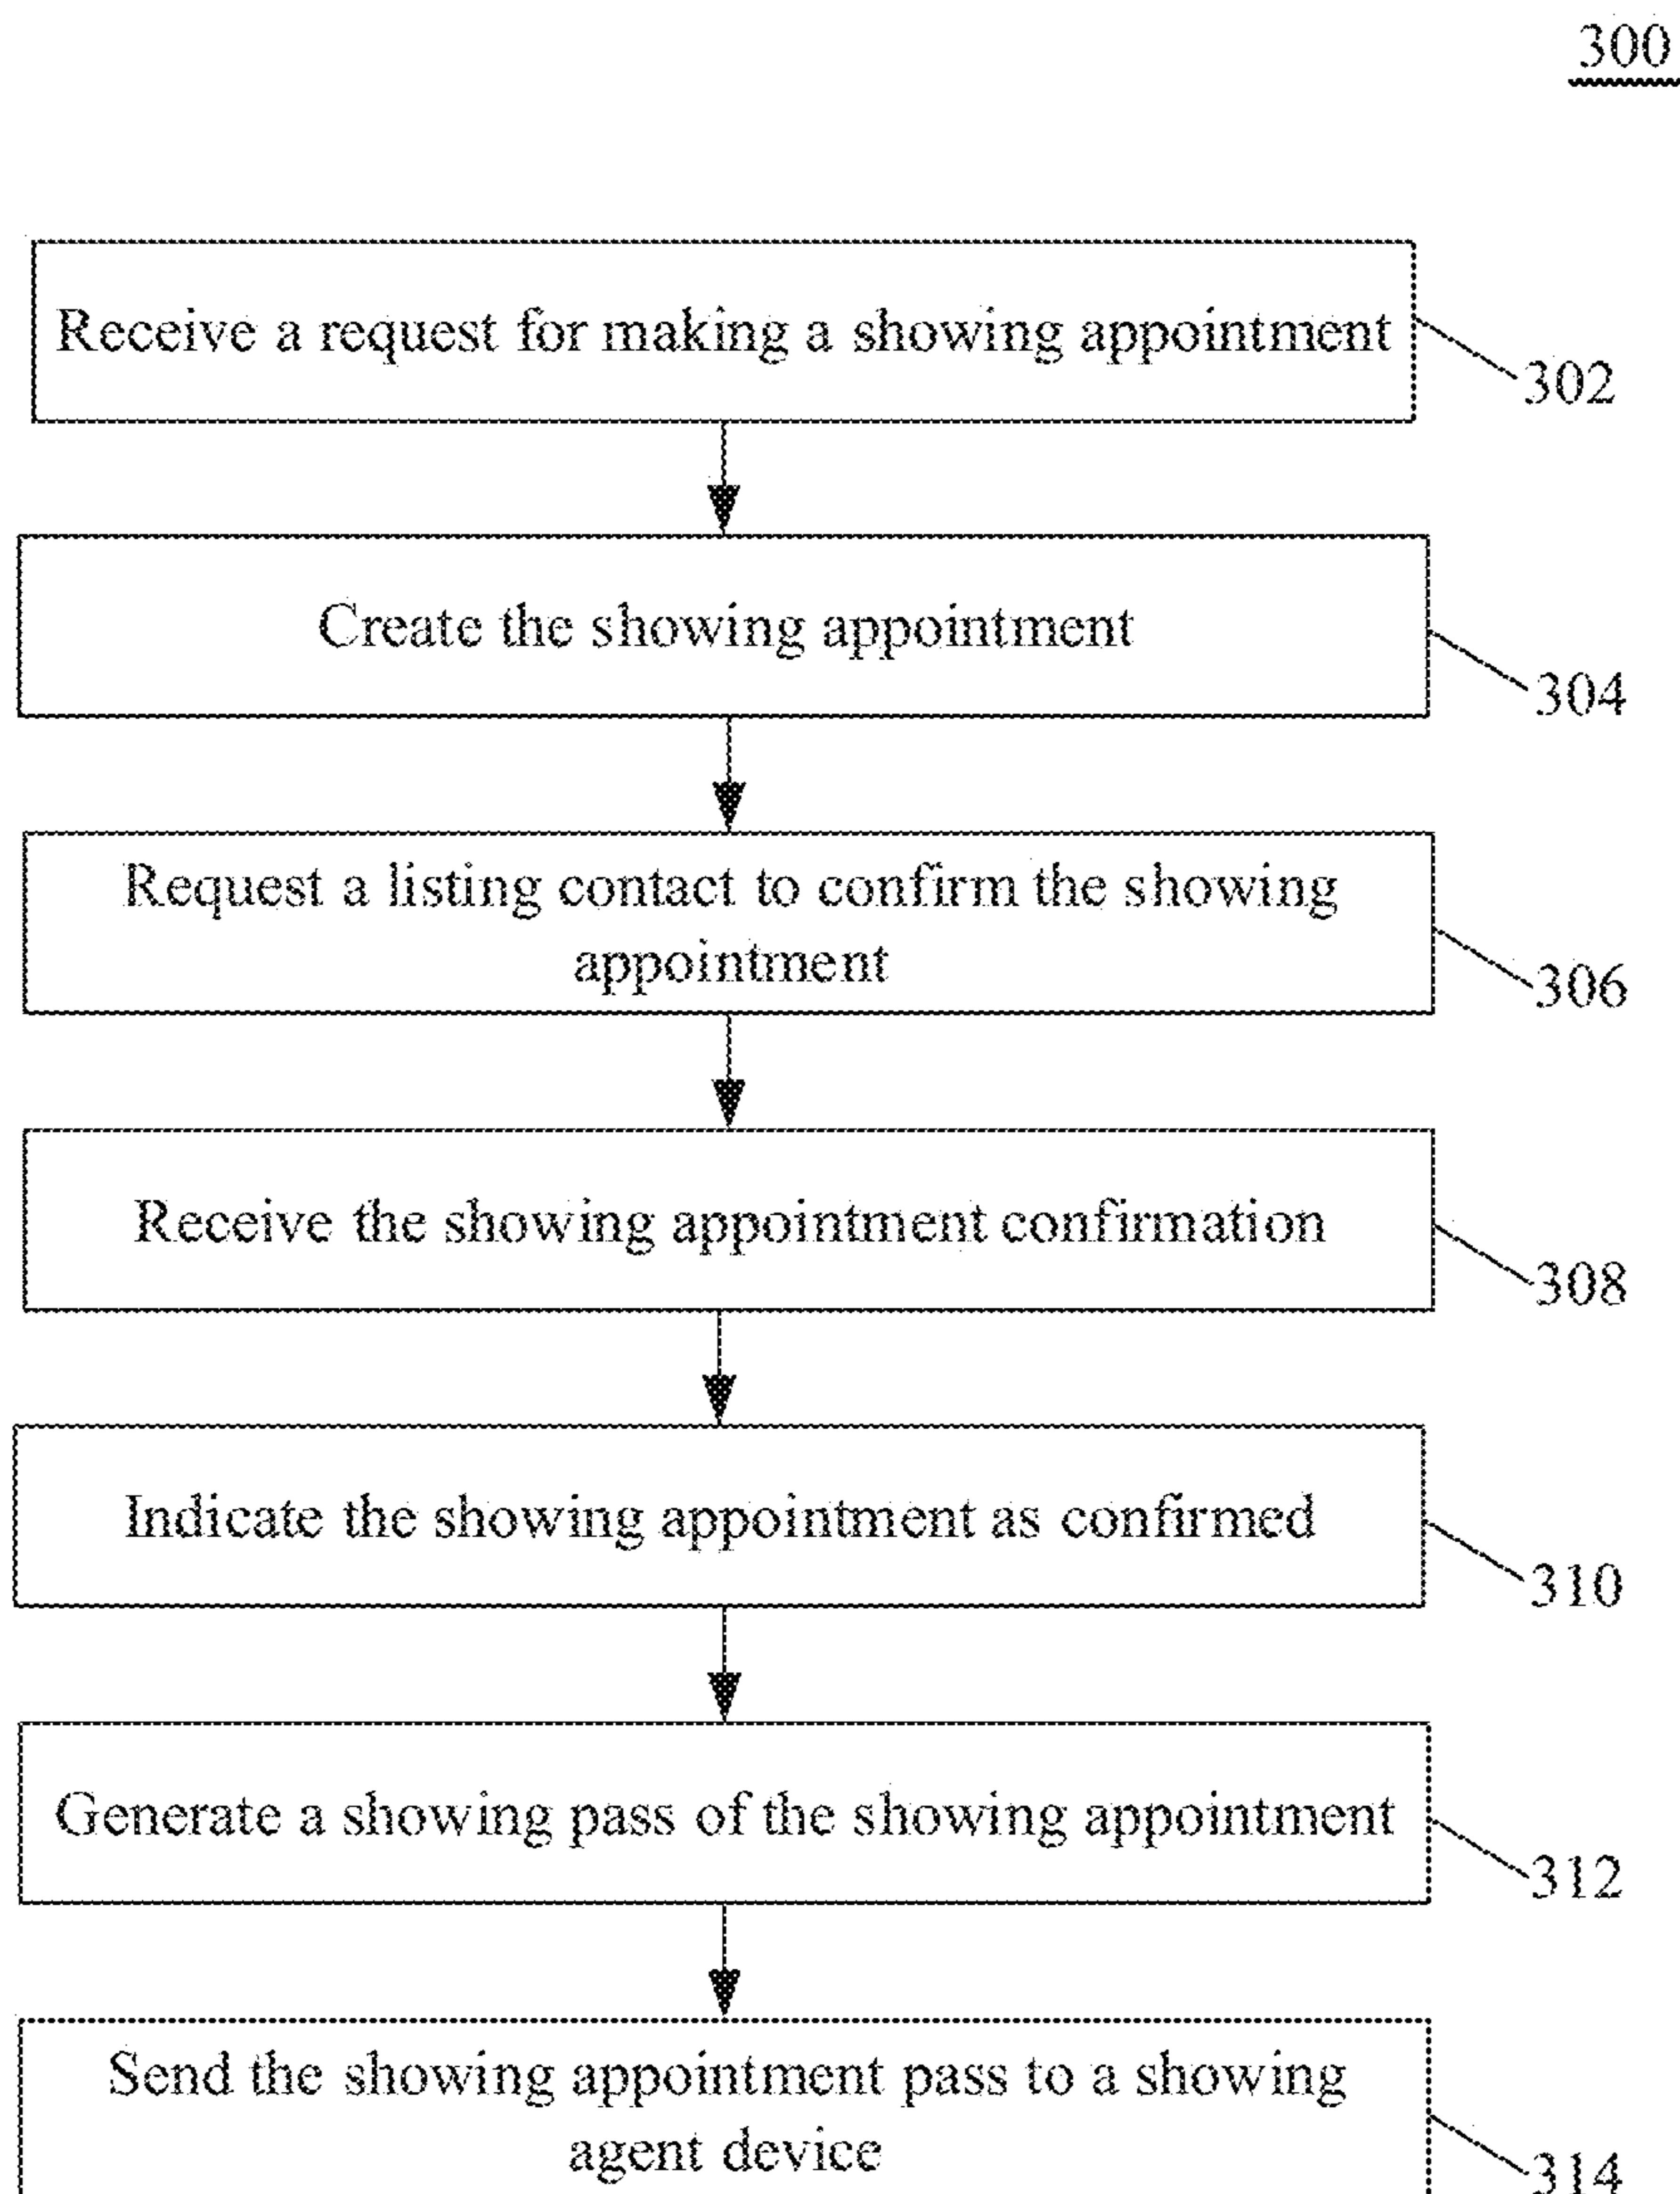 300
Receive a request for making a showing appointment
302
Create the showing appointment
304
Request a listing contact to confirm the showing
appointment
306
Receive the showing appointment confirmation
308
Indicate the showing appointment as confirmed
310
Generate a showing pass of the showing appointment
312
Send the showing appointment pass to a showing
agent device
314